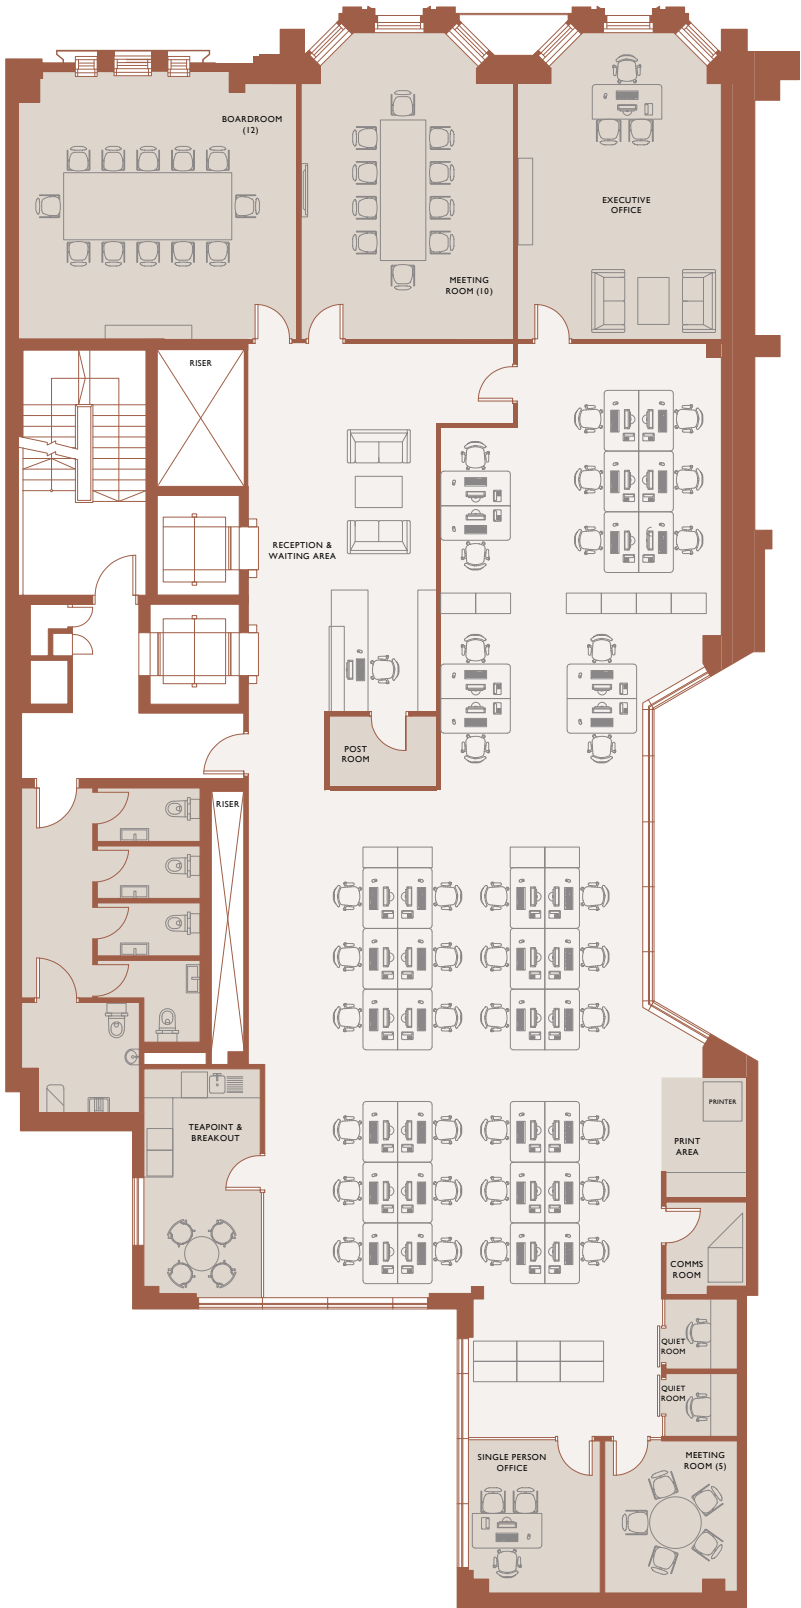 BOARDROOM
(12)
MEETING
ROOM (10)
EXECUTIVE
OFFICE
RISER
RECEPTION &
WAITING AREA
POST
ROOM
RISER
PRINTER
PRINT
AREA
TEAPOINT &
BREAKOUT
COMMS
ROOM
QUIET
ROOM
QUIET
ROOM
SINGLE PERSON
OFFICE
MEETING
ROOM (5)